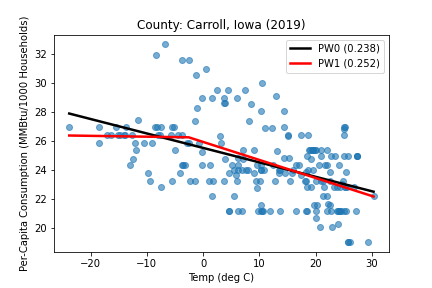 County: Carroll, Iowa (2019)
PW0 (0.238)
PW1 (0.252)
Per-Capita Consumption (MMBtu/1000 Households)
32
30
28
26
24
22
20
−20
−10
0
10
20
30
Temp (deg C)